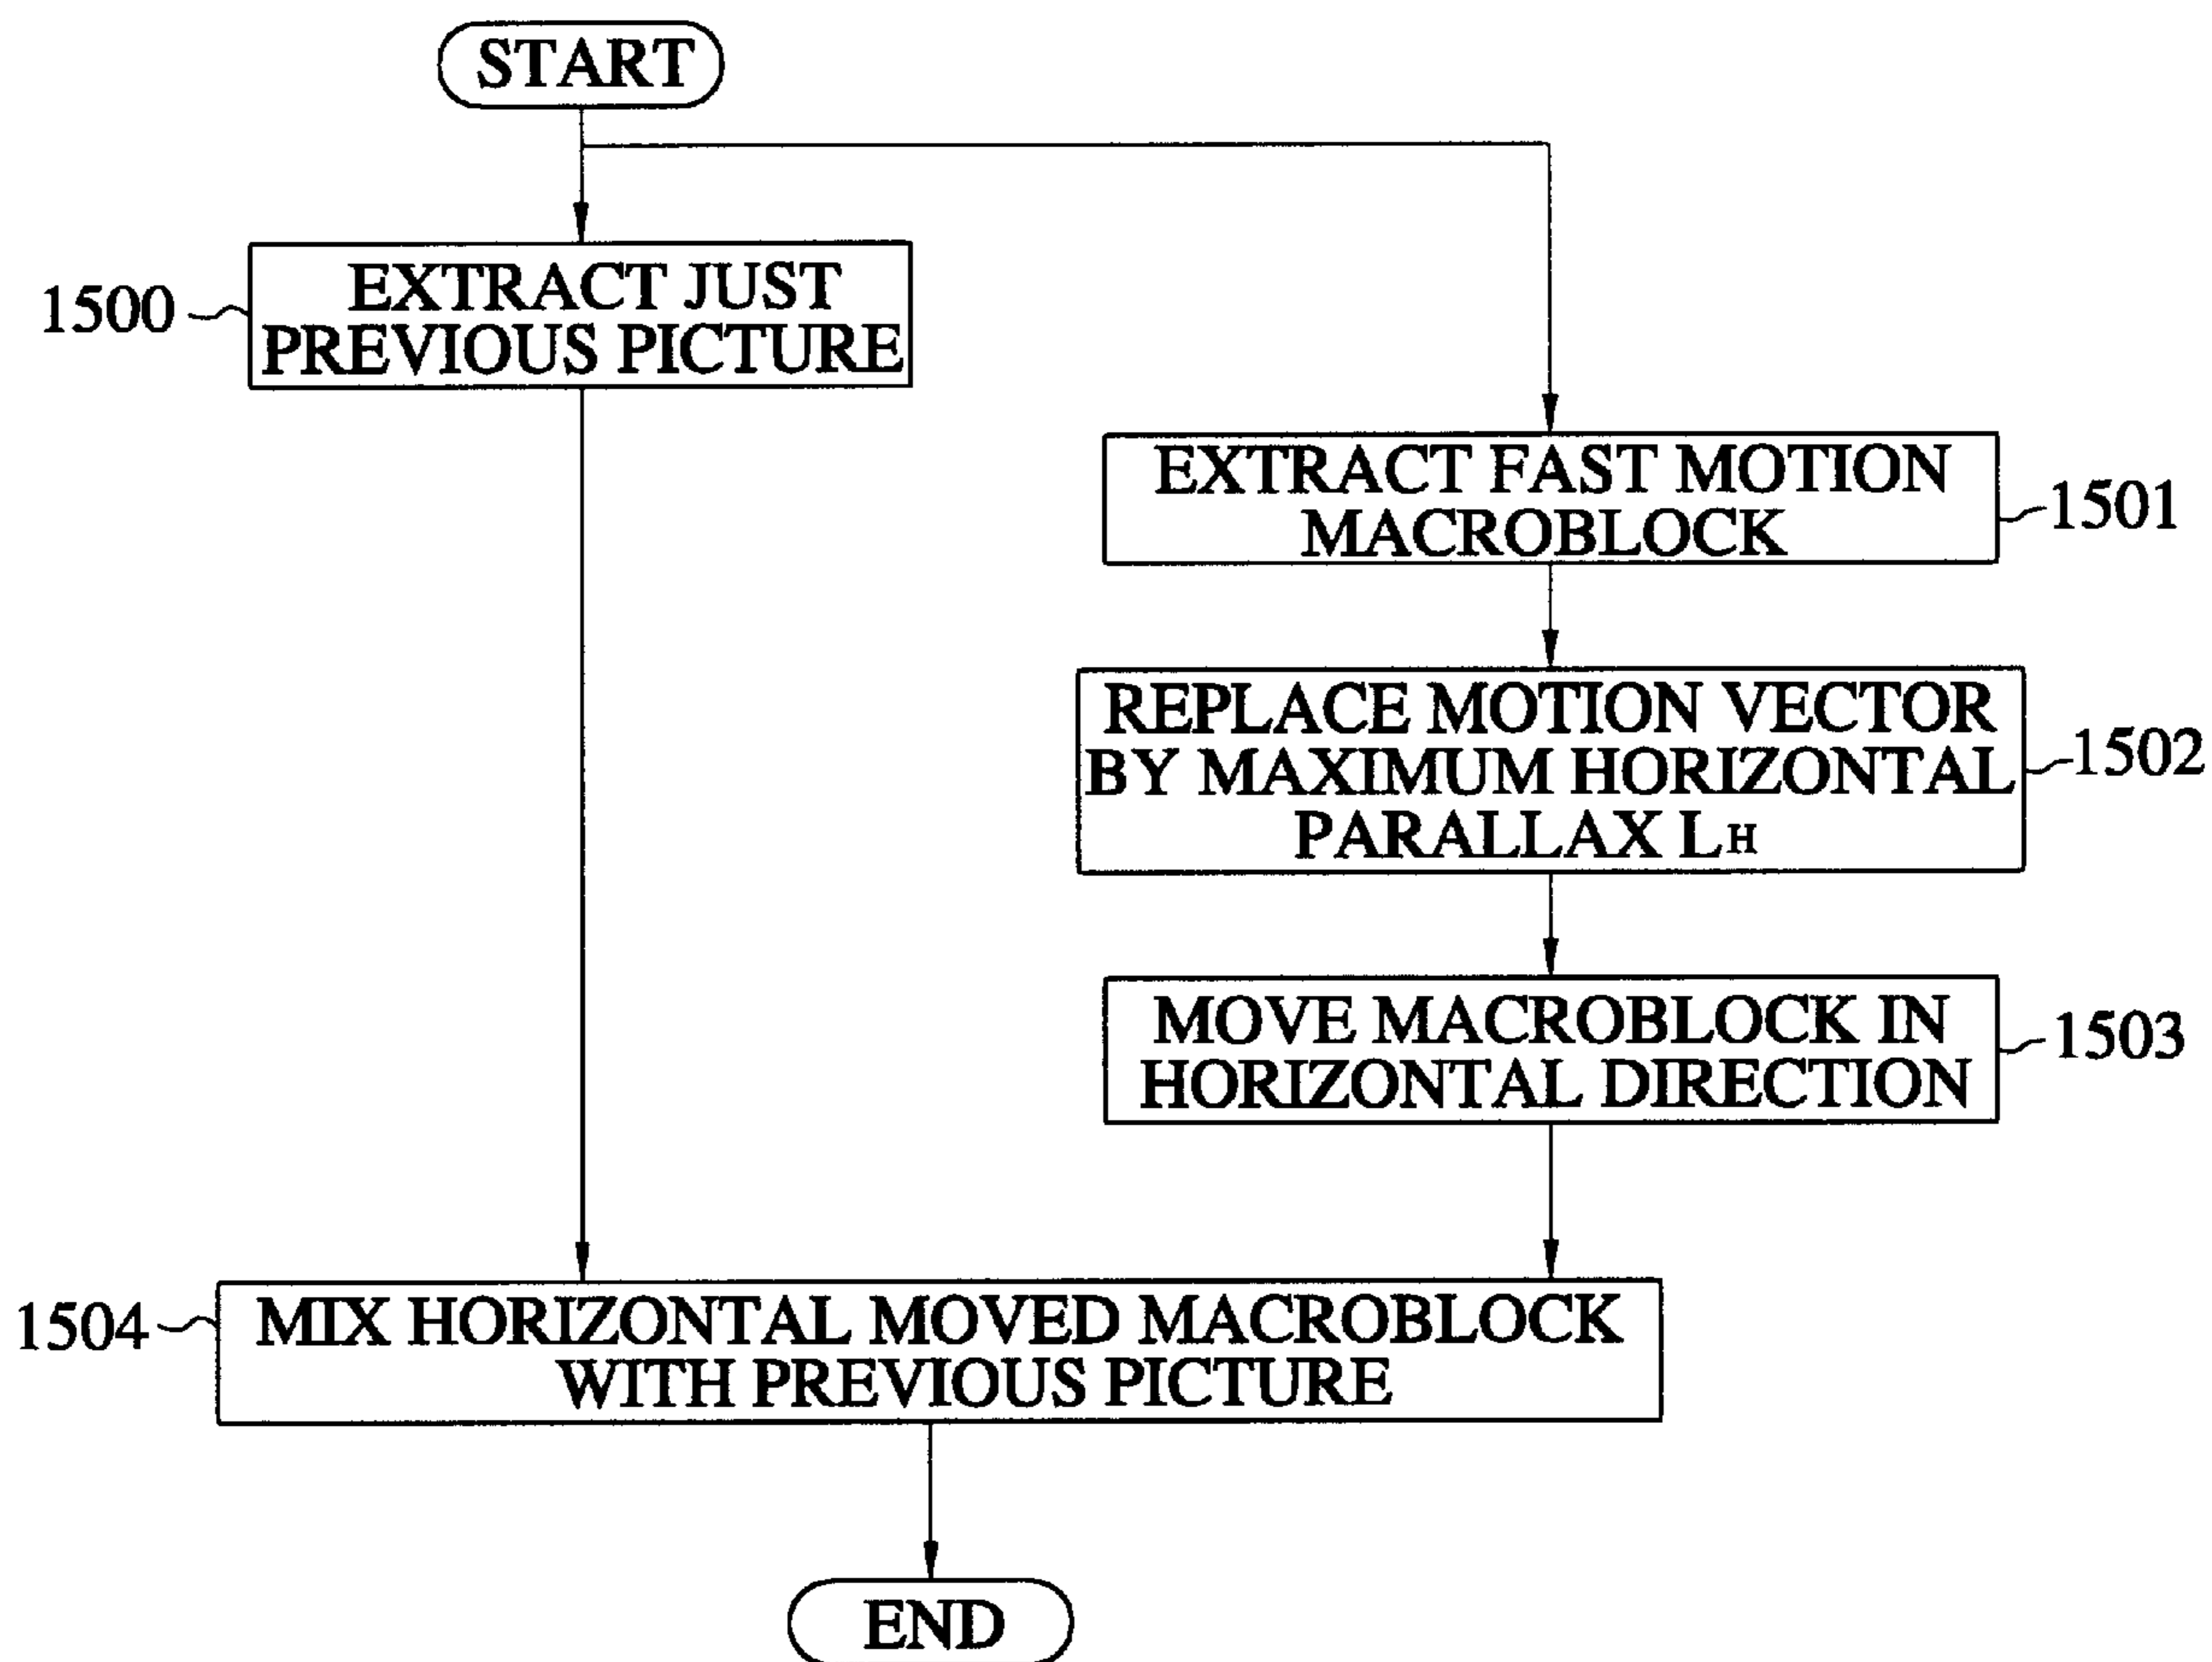 START
1500
EXTRACT JUST
PREVIOUS PICTURE
EXTRACT FAST MOTION
MACROBLOCK
1501
REPLACE MOTION VECTOR
BY MAXIMUM HORIZONTAL
PARALLAX LH
1502
MOVE MACROBLOCK IN
HORIZONTAL DIRECTION
1503
1504
MIX HORIZONTAL MOVED MACROBLOCK
WITH PREVIOUS PICTURE
END